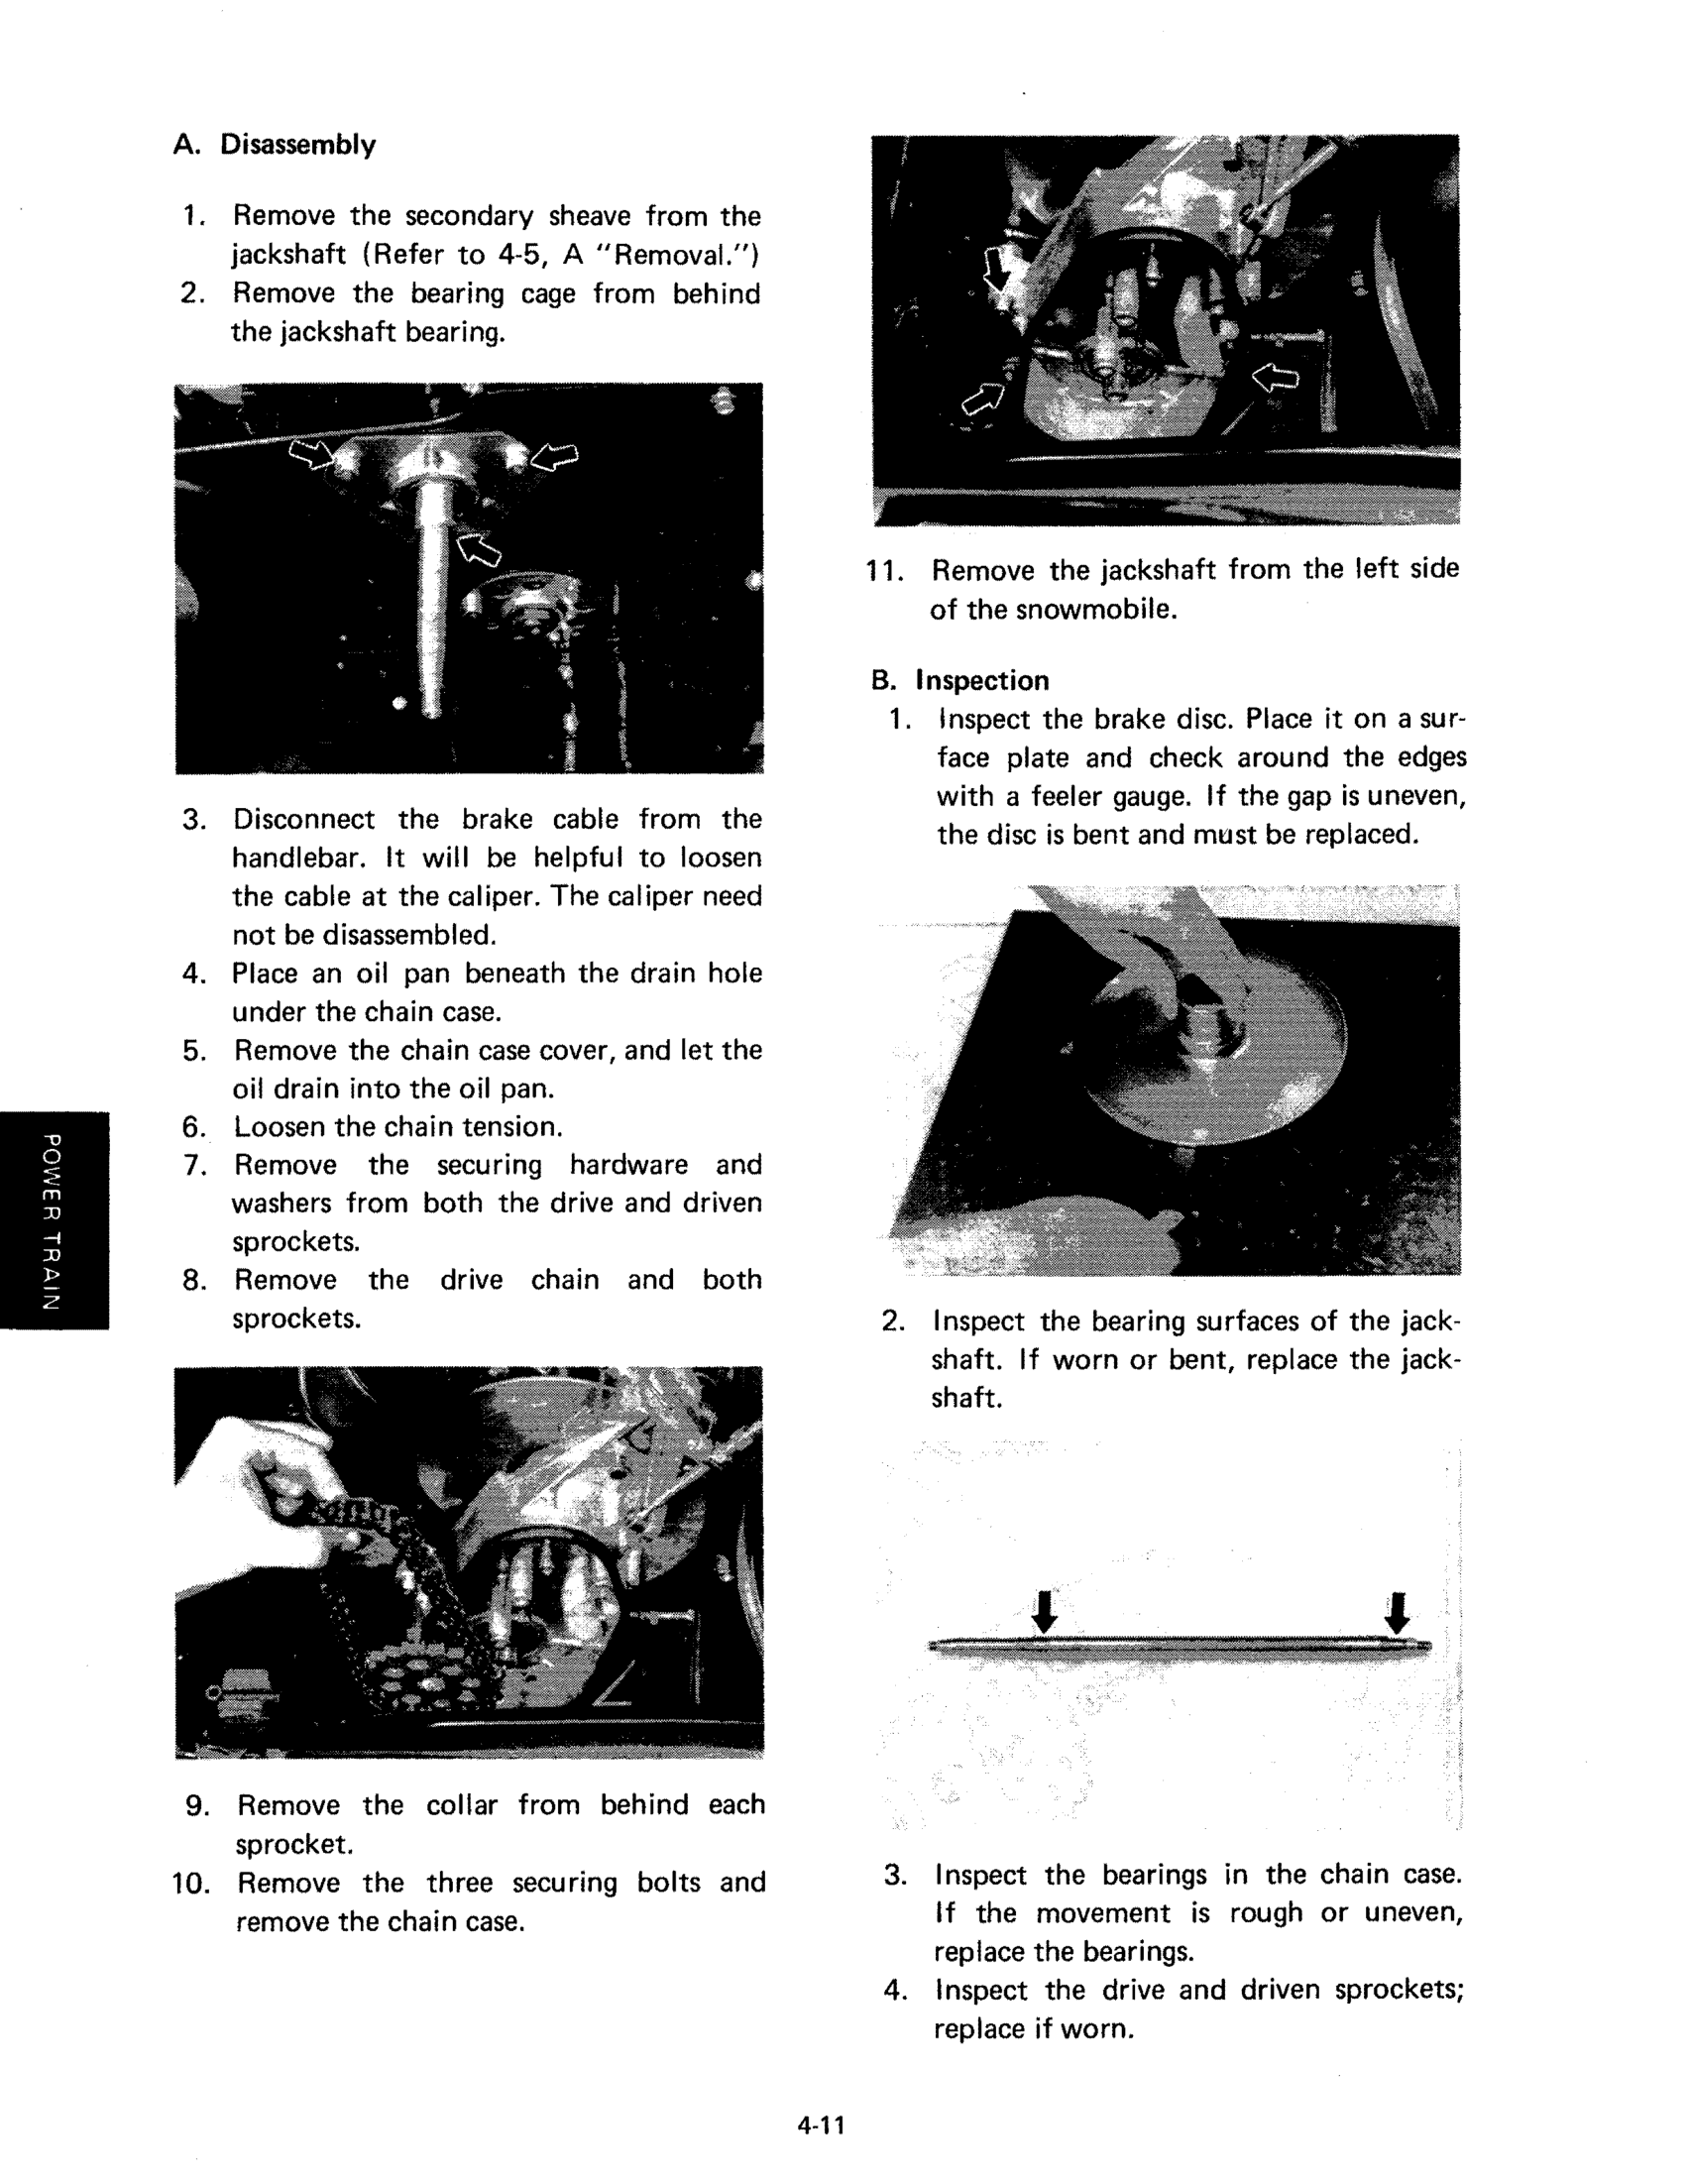 A. Disassembly
1. Remove the secondary sheave from the
jackshaft (Refer to 4-5, A "Removal.")
2. Remove the bearing cage from behind
the jackshaft bearing.
3. Disconnect the brake cable from the
handlebar. It will be helpful to loosen
the cable at the caliper. The caliper need
not be disassembled.
4. Place an oil pan beneath the drain hole
under the chain case.
5. Remove the chain case cover, and let the
oil drain into the oil pan.
6. Loosen the chain tension.
7. Remove the securing hardware and
washers from both the drive and driven
sprockets.
8. Remove the drive chain and both
sprockets.
9. Remove the collar from behind each
sprocket.
10. Remove the three securing bolts and
remove the chain case.
11. Remove the jackshaft from the left side
of the snowmobile.
B. Inspection
1. Inspect the brake disc. Place it on a sur-
face plate and check around the edges
with a feeler gauge. If the gap is uneven,
the disc is bent and must be replaced.
2. Inspect the bearing surfaces of the jack-
shaft. If worn or bent, replace the jack-
shaft.
3. Inspect the bearings in the chain case.
If the movement is rough or uneven,
replace the bearings.
4. Inspect the drive and driven sprockets;
replace if worn.
POWER TRAIN
4-11